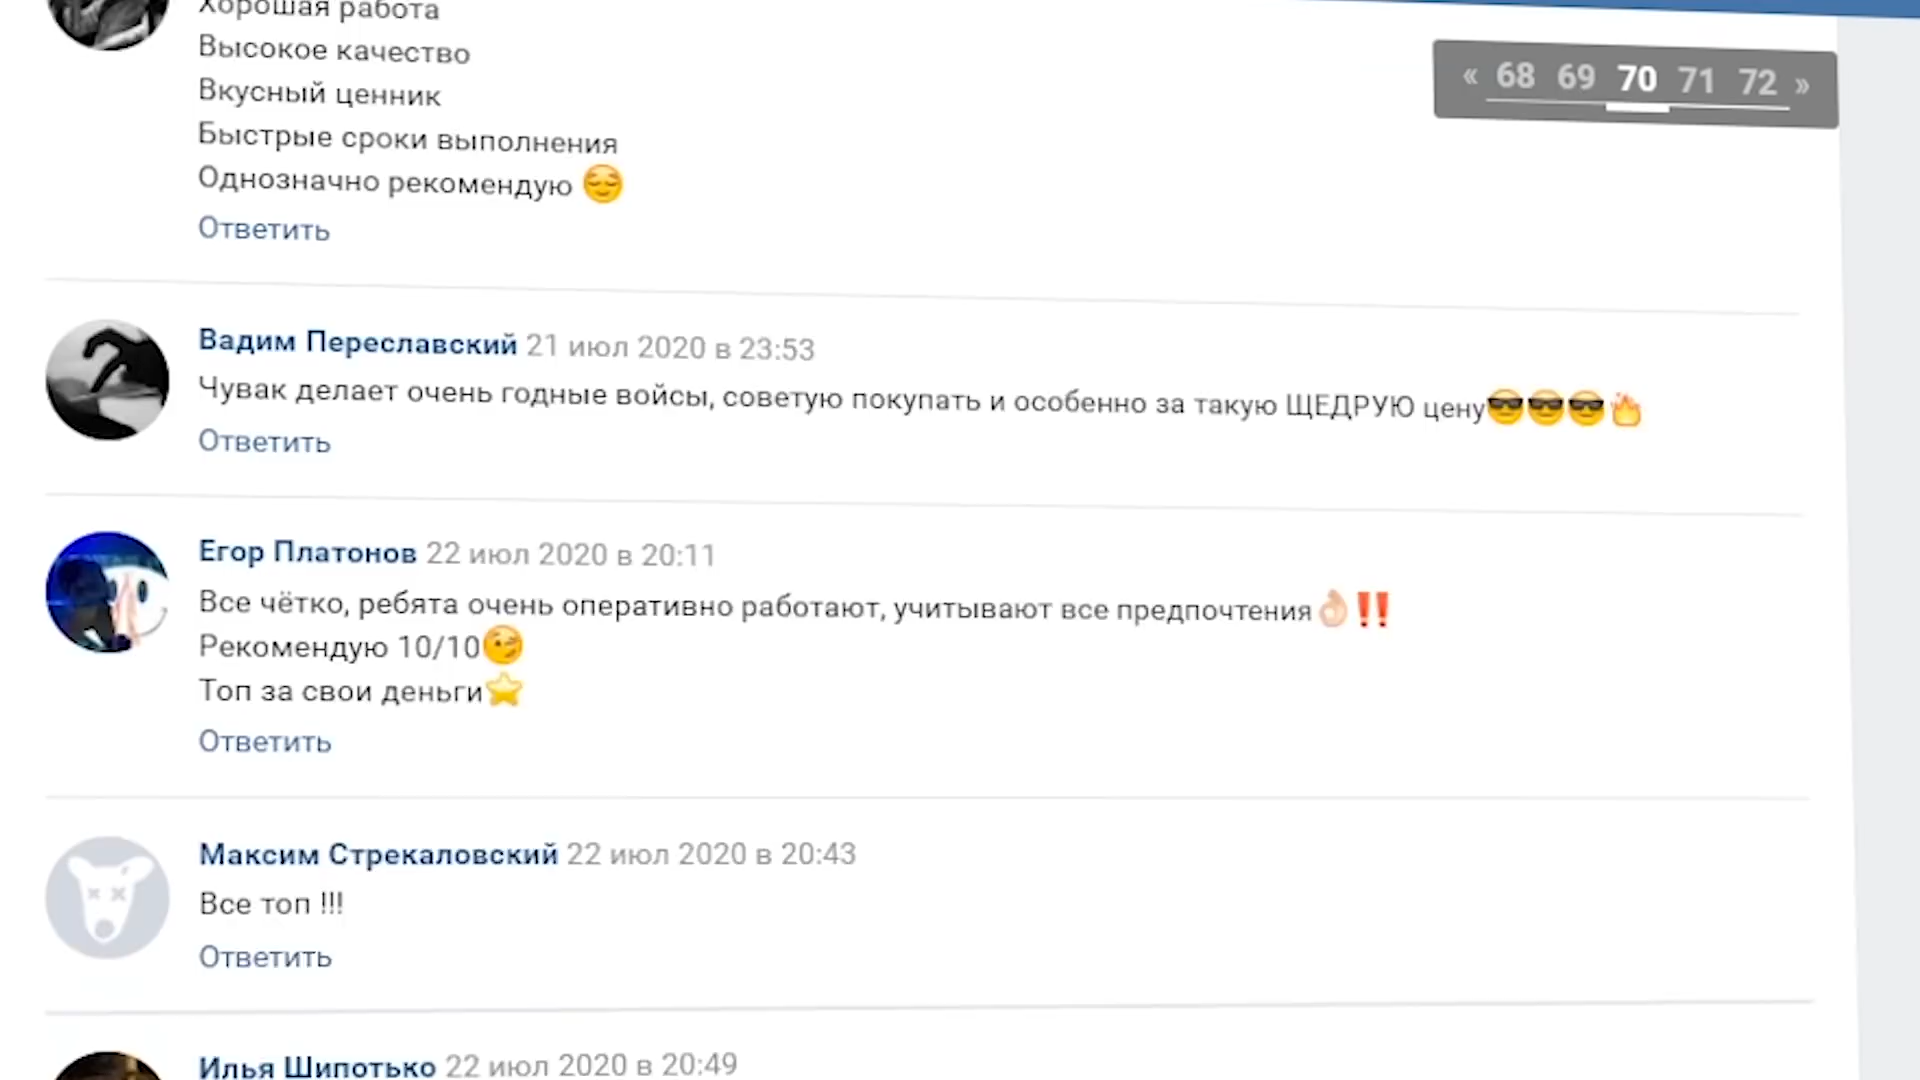 Хорошая работа
« 68 69 70 71 72 »
Высокое качество
Вкусный ценник
Быстрые сроки выполнения
Однозначно рекомендую 😌
Ответить
Вадим Переславский 21 июл 2020 в 23:53
Чувак делает очень годные войсы, советую покупать и особенно за такую ЩЕДРУЮ цену😎😎😎🔥
Ответить
Егор Платонов 22 июл 2020 в 20:11
Все чётко, ребята очень оперативно работают, учитывают все предпочтения👌🏻‼️
Рекомендую 10/10😉
Топ за свои деньги⭐
Ответить
Максим Стрекаловский 22 июл 2020 в 20:43
Все топ !!!
Ответить
Илья Шипотько 22 июл 2020 в 20:49